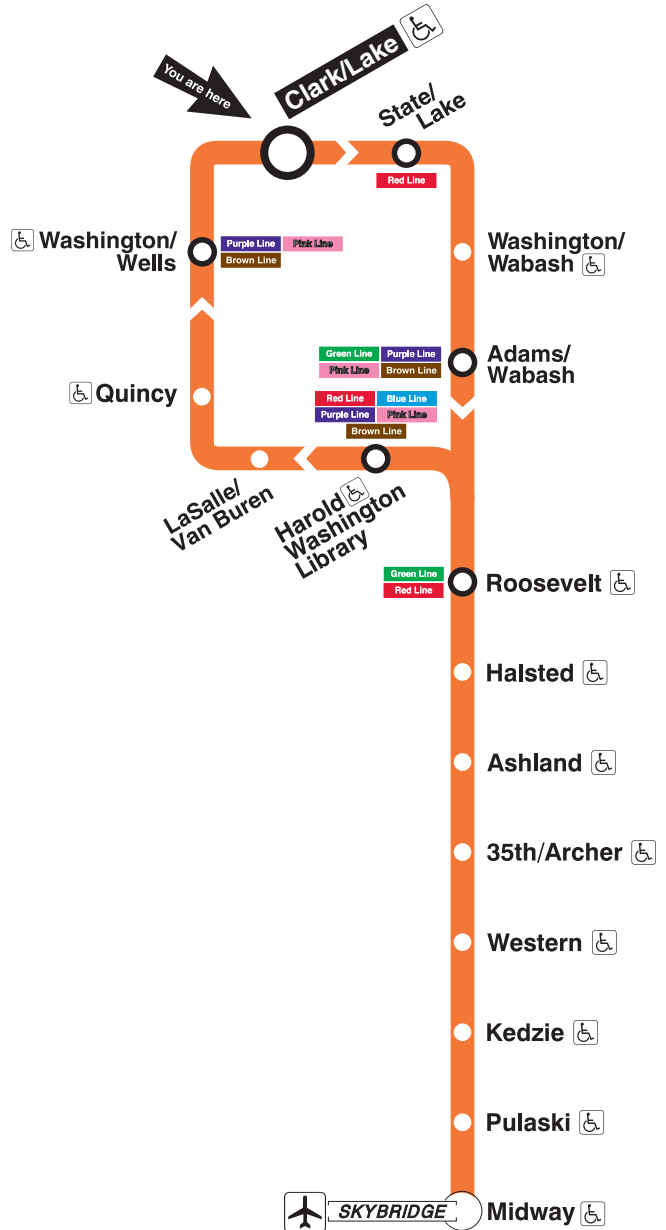 You are here
Clark/Lake
State/
Lake
Red Line
Washington/
Wells
Purple Line
Pink Line
Brown Line
Washington/
Wabash
Green Line
Purple Line
Pink Line
Brown Line
Adams/
Wabash
Quincy
Red Line
Blue Line
Purple Line
Pink Line
Brown Line
LaSalle/
Van Buren
Harold
Washington
Library
Green Line
Red Line
Roosevelt
Halsted
Ashland
35th/Archer
Western
Kedzie
Pulaski
SKYBRIDGE
Midway